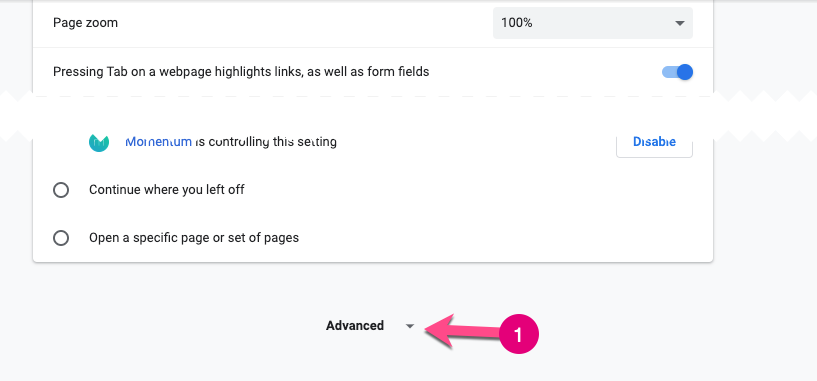 Page zoom
100%
Pressing Tab on a webpage highlights links, as well as form fields
Momentum is controlling this setting
Disable
Continue where you left off
Open a specific page or set of pages
Advanced
1